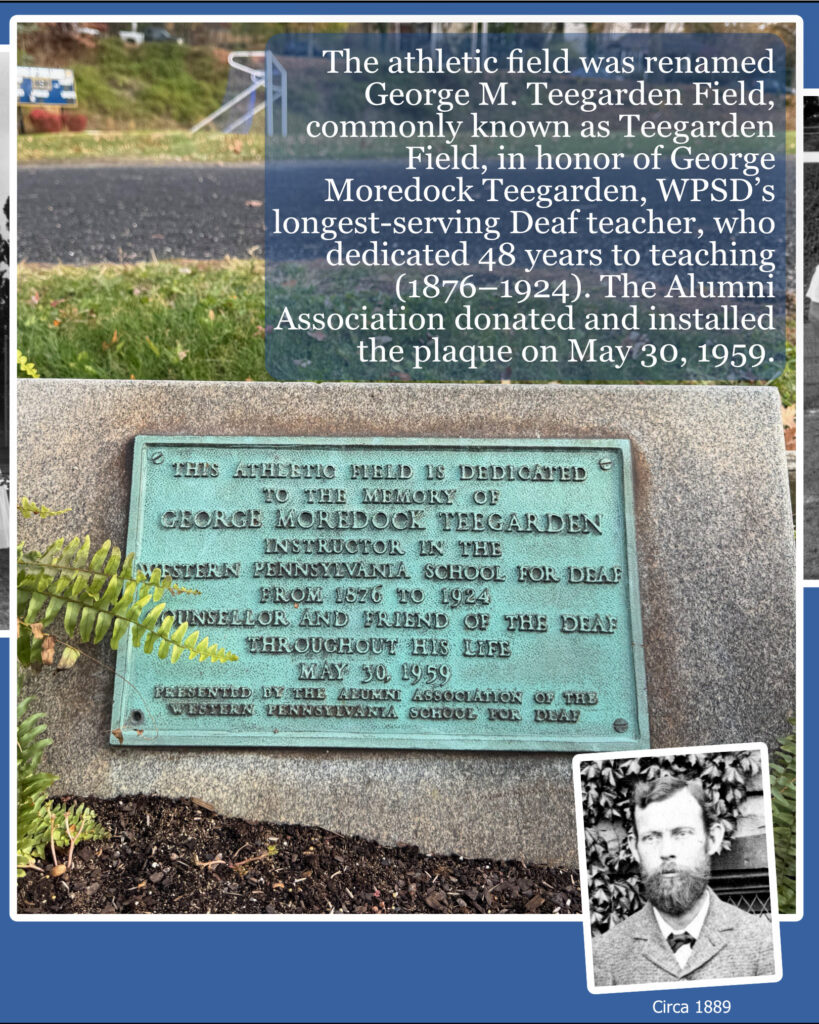 The athletic field was renamed
George M. Teegarden Field,
commonly known as Teegarden
Field, in honor of George
Moredock Teegarden, WPSD’s
longest-serving Deaf teacher, who
dedicated 48 years to teaching
(1876–1924). The Alumni
Association donated and installed
the plaque on May 30, 1959.
THIS ATHLETIC FIELD IS DEDICATED
TO THE MEMORY OF
GEORGE MOREDOCK TEEGARDEN
INSTRUCTOR IN THE
WESTERN PENNSYLVANIA SCHOOL FOR DEAF
FROM 1876 TO 1924
OUNSELLOR AND FRIEND OF THE DEAF
THROUGHOUT HIS LIFE
MAY 30, 1959
PRESENTED BY THE ALUMNI ASSOCIATION OF THE
WESTERN PENNSYLVANIA SCHOOL FOR DEAF
Circa 1889